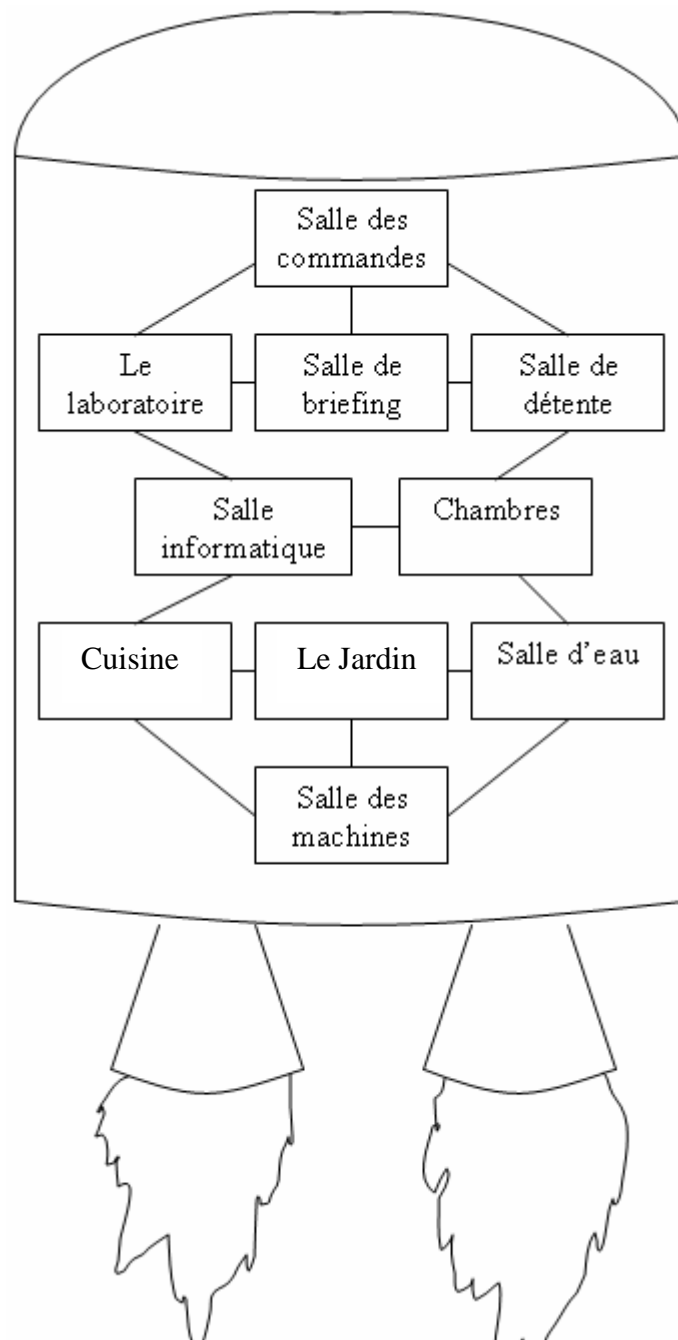 Salle des
commandes
Le
laboratoire
Salle de
briefing
Salle de
détente
Salle
informatique
Chambres
Cuisine
Le Jardin
Salle d'eau
Salle des
machines